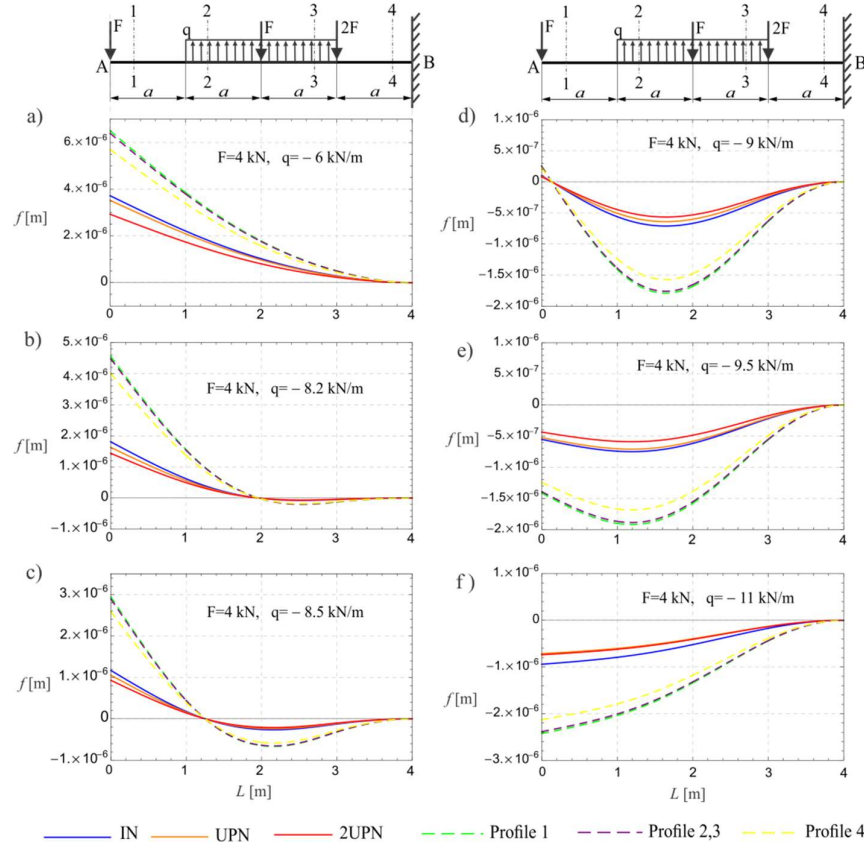 F 1 2 F 2F 3 4
q
A B
1 2 3 4
a a a a
F 1 2 F 2F 3 4
q
A B
1 2 3 4
a a a a
a)
F=4 kN, q= − 6 kN/m
6.×10⁻⁶
4.×10⁻⁶
2.×10⁻⁶
0
f [m]
0 1 2 3 4
b)
F=4 kN, q= − 8.2 kN/m
5.×10⁻⁶
4.×10⁻⁶
3.×10⁻⁶
2.×10⁻⁶
1.×10⁻⁶
0
−1.×10⁻⁶
f [m]
0 1 2 3 4
c)
F=4 kN, q= − 8.5 kN/m
3.×10⁻⁶
2.×10⁻⁶
1.×10⁻⁶
0
−1.×10⁻⁶
f [m]
0 1 2 3 4
L [m]
d)
F=4 kN, q= − 9 kN/m
1.×10⁻⁶
5.×10⁻⁷
0
−5.×10⁻⁷
−1.×10⁻⁶
−1.5×10⁻⁶
−2.×10⁻⁶
f [m]
0 1 2 3 4
e)
F=4 kN, q= − 9.5 kN/m
1.×10⁻⁶
5.×10⁻⁷
0
−5.×10⁻⁷
−1.×10⁻⁶
−1.5×10⁻⁶
−2.×10⁻⁶
f [m]
0 1 2 3 4
f)
F=4 kN, q= − 11 kN/m
1.×10⁻⁶
0
−1.×10⁻⁶
−2.×10⁻⁶
−3.×10⁻⁶
f [m]
0 1 2 3 4
L [m]
IN UPN 2UPN Profile 1 Profile 2,3 Profile 4